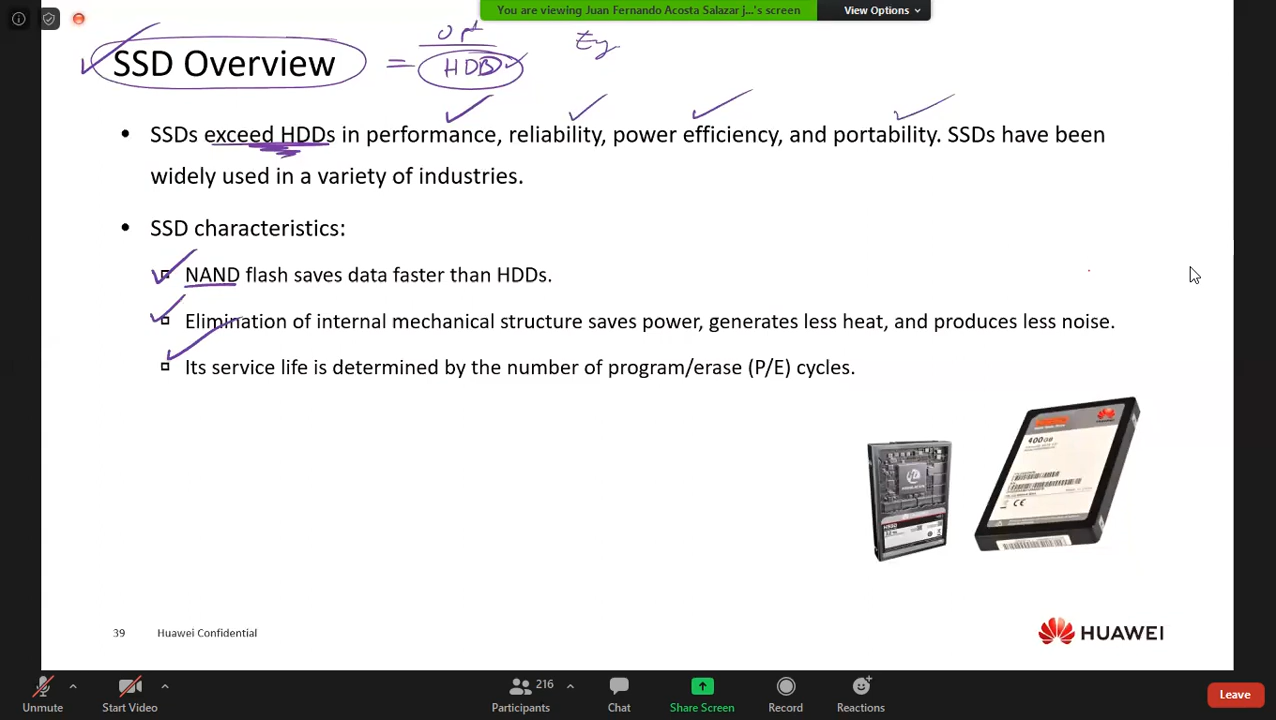 You are viewing Juan Fernando Acosta Salazar j...'s screen
View Options
SSD Overview
=
HDD
SSDs exceed HDDs in performance, reliability, power efficiency, and portability. SSDs have been
widely used in a variety of industries.
SSD characteristics:
NAND flash saves data faster than HDDs.
Elimination of internal mechanical structure saves power, generates less heat, and produces less noise.
Its service life is determined by the number of program/erase (P/E) cycles.
400GB
CE
39
Huawei Confidential
HUAWEI
Unmute
Start Video
216
Participants
Chat
Share Screen
Record
Reactions
Leave